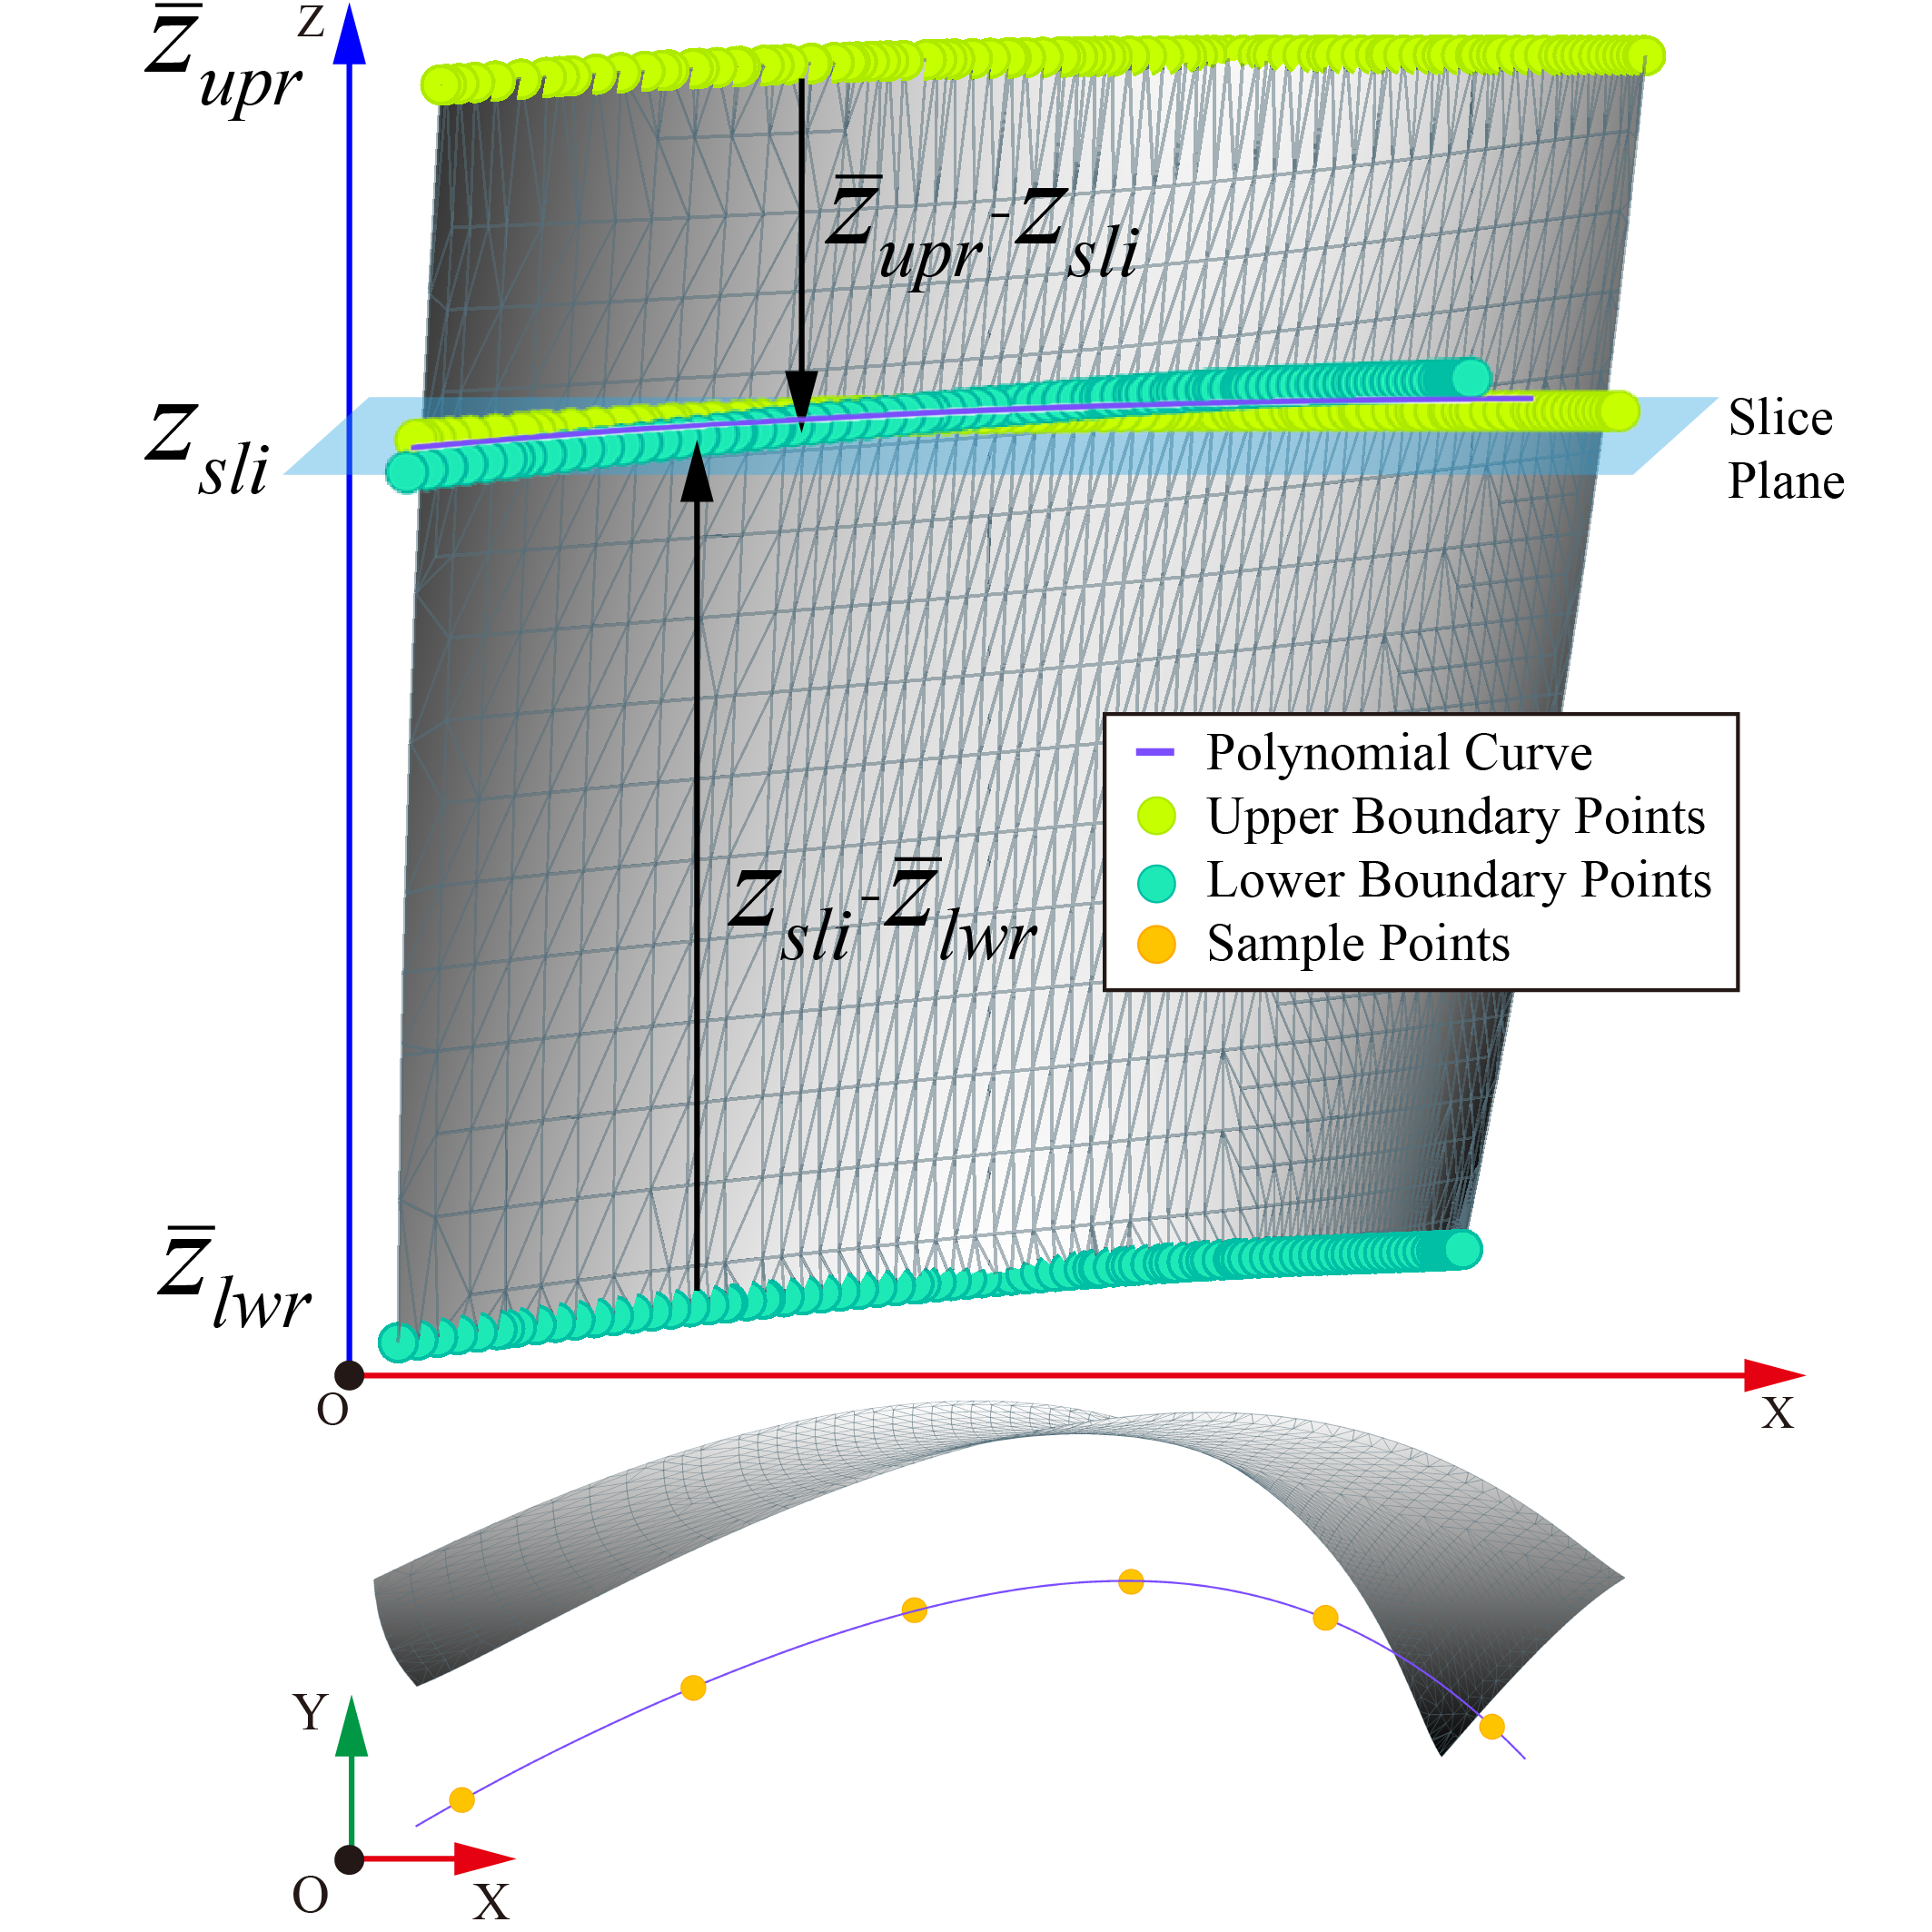 z̅upr
Z
z̅upr-zsli
zsli
Slice
Plane
Polynomial Curve
Upper Boundary Points
Lower Boundary Points
Sample Points
zsli-z̅lwr
z̅lwr
O
X
Y
O
X